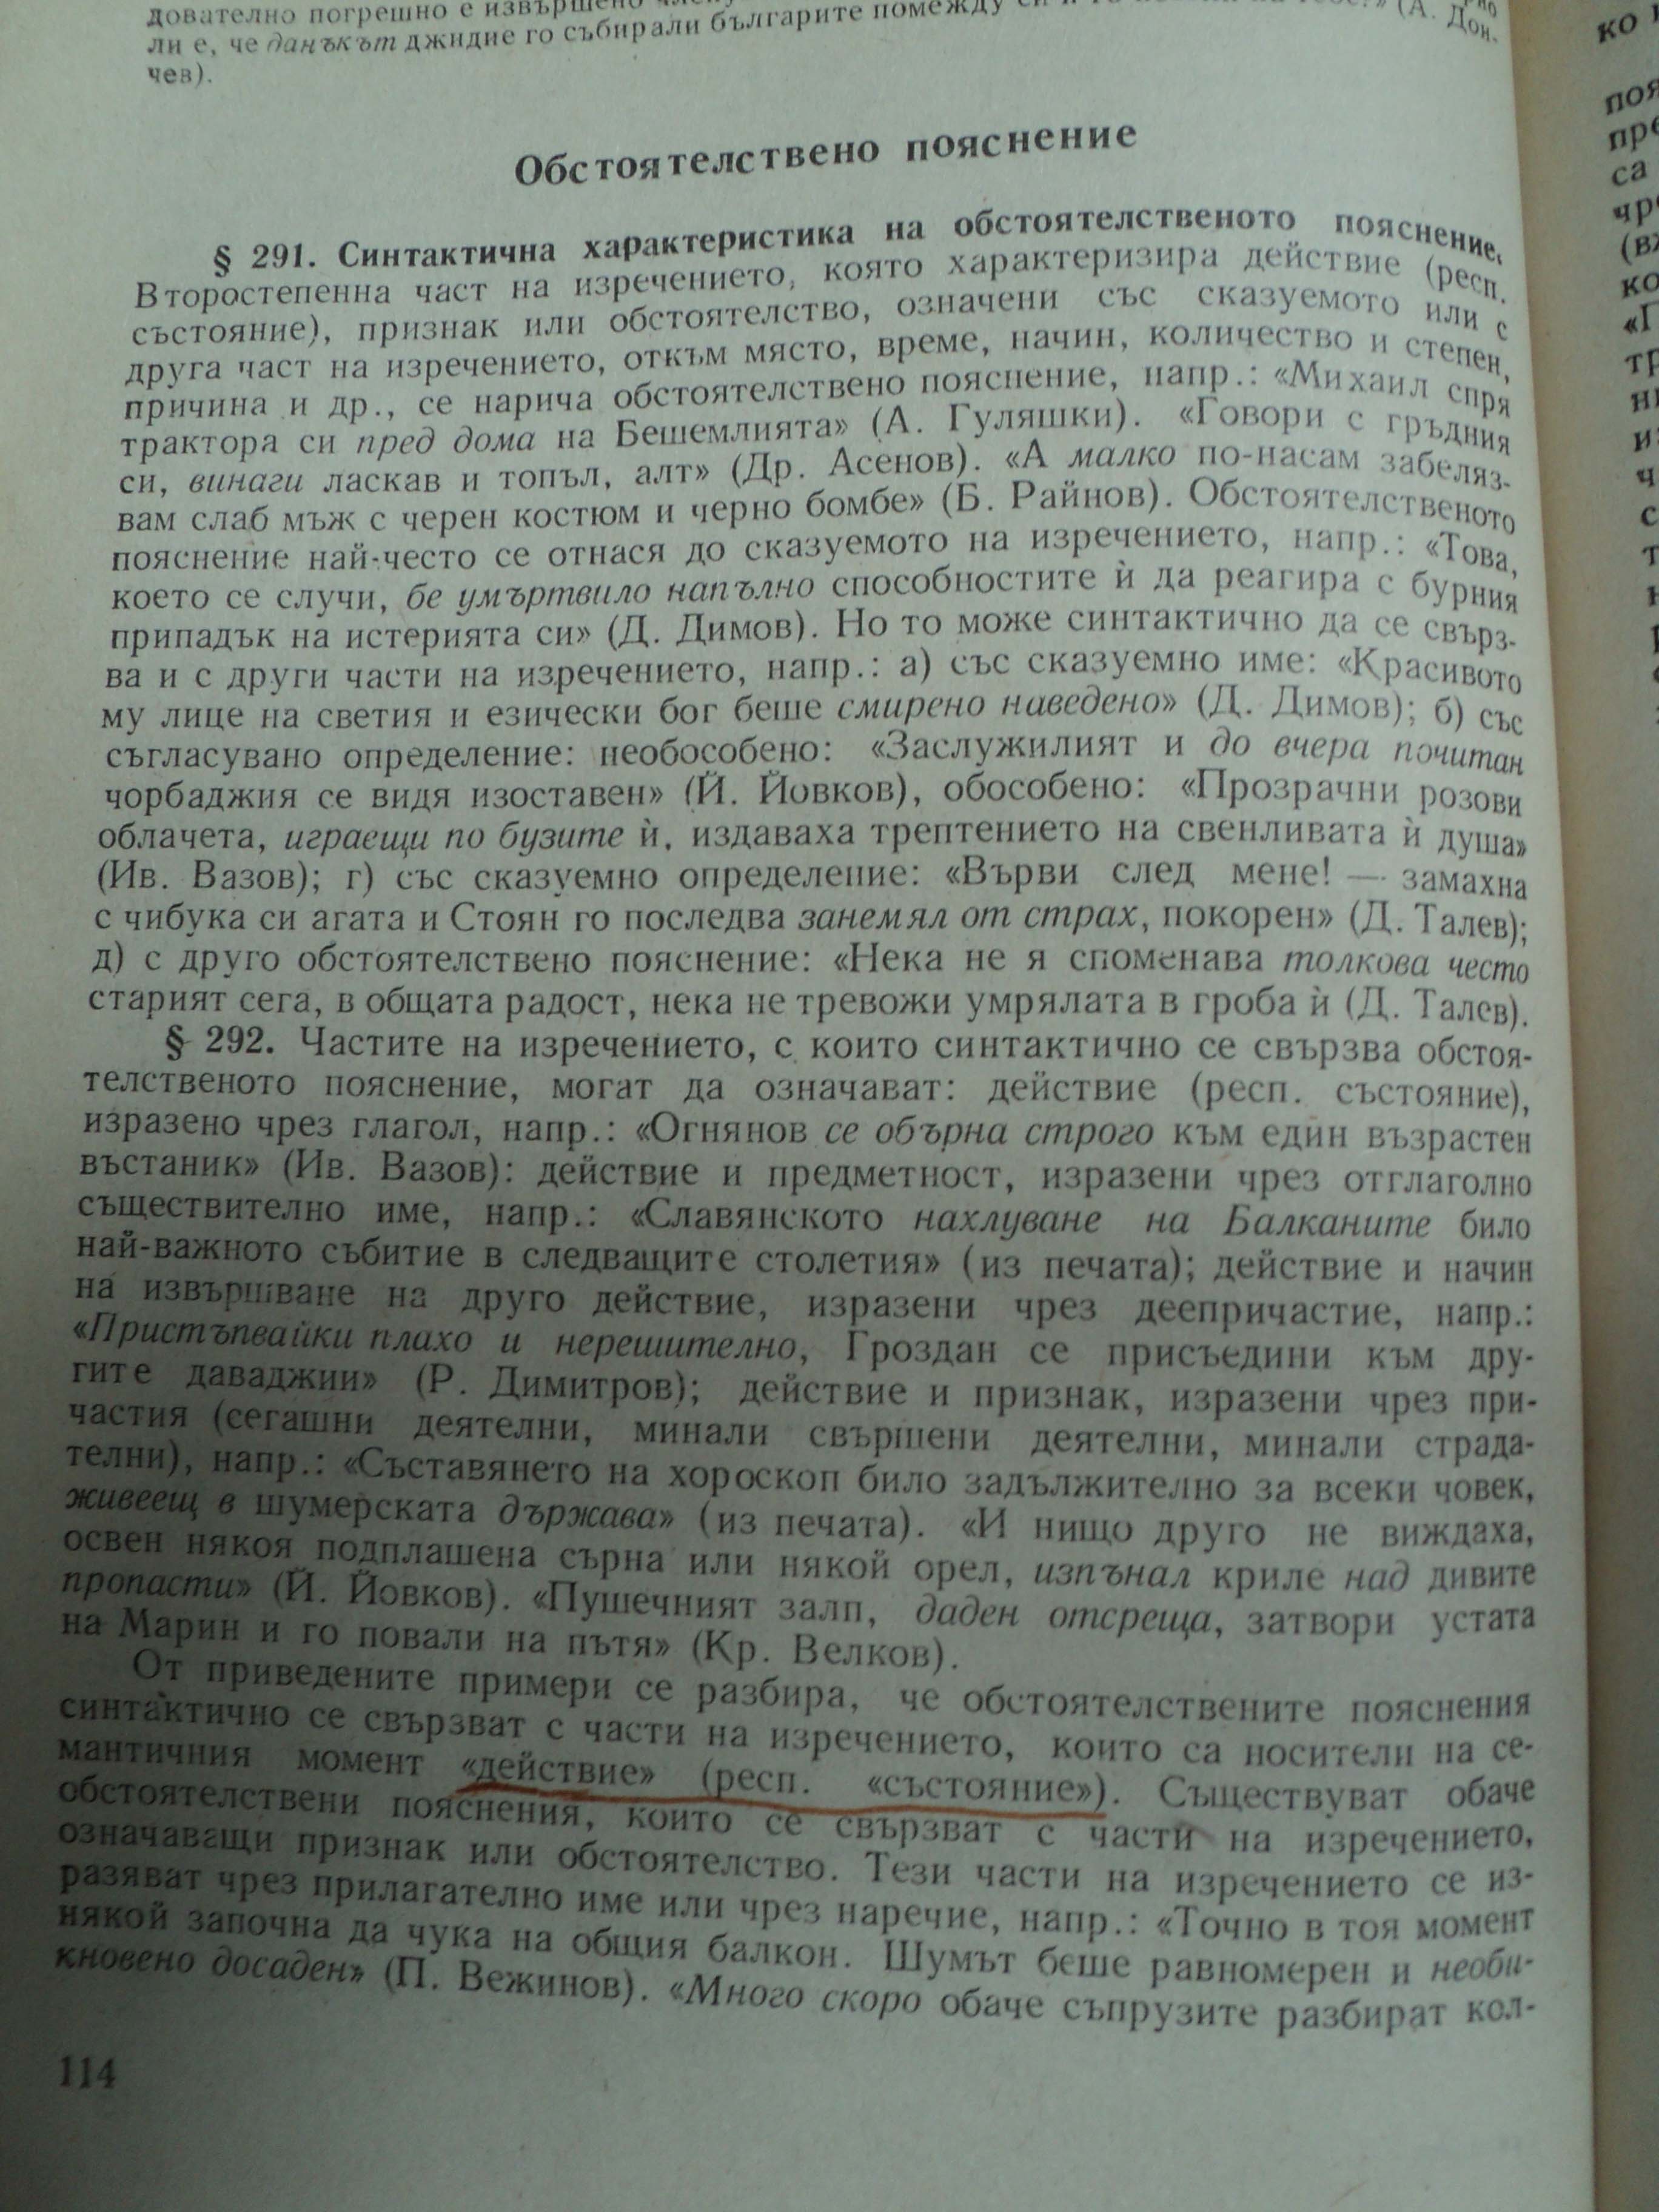 дователно погрешно е извършено
ли е, че данъкът джидие го събирали българите помежду си (А. Дон-
чев).
Обстоятелствено пояснение
§ 291. Синтактична характеристика на обстоятелственото пояснение.
Второстепенна част на изречението, която характеризира действие (респ.
състояние), признак или обстоятелство, означени със сказуемото или с
друга част на изречението, откъм място, време, начин, количество и степен,
причина и др., се нарича обстоятелствено пояснение, напр.: «Михаил спря
трактора си пред дома на Бешемлията» (А. Гуляшки). «Говори с гръдния
си, винаги ласкав и топъл, алт» (Др. Асенов). «А малко по-насам забеляз-
вам слаб мъж с черен костюм и черно бомбе» (Б. Райнов). Обстоятелственото
пояснение най-често се отнася до сказуемото на изречението, напр.: «Това,
което се случи, бе умъртвило напълно способностите ѝ да реагира с бурния
припадък на истерията си» (Д. Димов). Но то може синтактично да се свърз-
ва и с други части на изречението, напр.: а) със сказуемно име: «Красивото
му лице на светия и езически бог беше смирено наведено» (Д. Димов); б) със
съгласувано определение: необособено: «Заслужилият и до вчера почитан
чорбаджия се видя изоставен» (Й. Йовков), обособено: «Прозрачни розови
облачета, играещи по бузите ѝ, издаваха трептението на свенливата ѝ душа»
(Ив. Вазов); г) със сказуемно определение: «Върви след мене! — замахна
с чибука си агата и Стоян го последва занемял от страх, покорен» (Д. Талев);
д) с друго обстоятелствено пояснение: «Нека не я споменава толкова често
старият сега, в общата радост, нека не тревожи умрялата в гроба ѝ (Д. Талев).
§ 292. Частите на изречението, с които синтактично се свързва обстоя-
телственото пояснение, могат да означават: действие (респ. състояние),
изразено чрез глагол, напр.: «Огнянов се обърна строго към един възрастен
въстаник» (Ив. Вазов): действие и предметност, изразени чрез отглаголно
съществително име, напр.: «Славянското нахлуване на Балканите било
най-важното събитие в следващите столетия» (из печата); действие и начин
на извършване на друго действие, изразени чрез деепричастие, напр.:
«Пристъпвайки плахо и нерешително, Гроздан се присъедини към дру-
гите даваджии» (Р. Димитров); действие и признак, изразени чрез при-
частия (сегашни деятелни, минали свършени деятелни, минали страда-
телни), напр.: «Съставянето на хороскоп било задължително за всеки човек,
живеещ в шумерската държава» (из печата). «И нищо друго не виждаха,
освен някоя подплашена сърна или някой орел, изпънал криле над дивите
пропасти» (Й. Йовков). «Пушечният залп, даден отсреща, затвори устата
на Марин и го повали на пътя» (Кр. Велков).
От приведените примери се разбира, че обстоятелствените пояснения
синтактично се свързват с части на изречението, които са носители на се-
мантичния момент «действие» (респ. «състояние»). Съществуват обаче
обстоятелствени пояснения, които се свързват с части на изречението,
означаващи признак или обстоятелство. Тези части на изречението се из-
разяват чрез прилагателно име или чрез наречие, напр.: «Точно в тоя момент
някой започна да чука на общия балкон. Шумът беше равномерен и необи-
кновено досаден» (П. Вежинов). «Много скоро обаче съпрузите разбират кол-
114